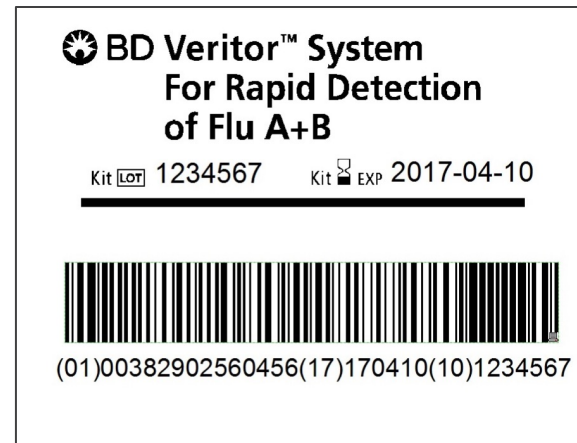 BD Veritor™ System
For Rapid Detection
of Flu A+B
Kit LOT 1234567 Kit EXP 2017-04-10
(01)00382902560456(17)170410(10)1234567